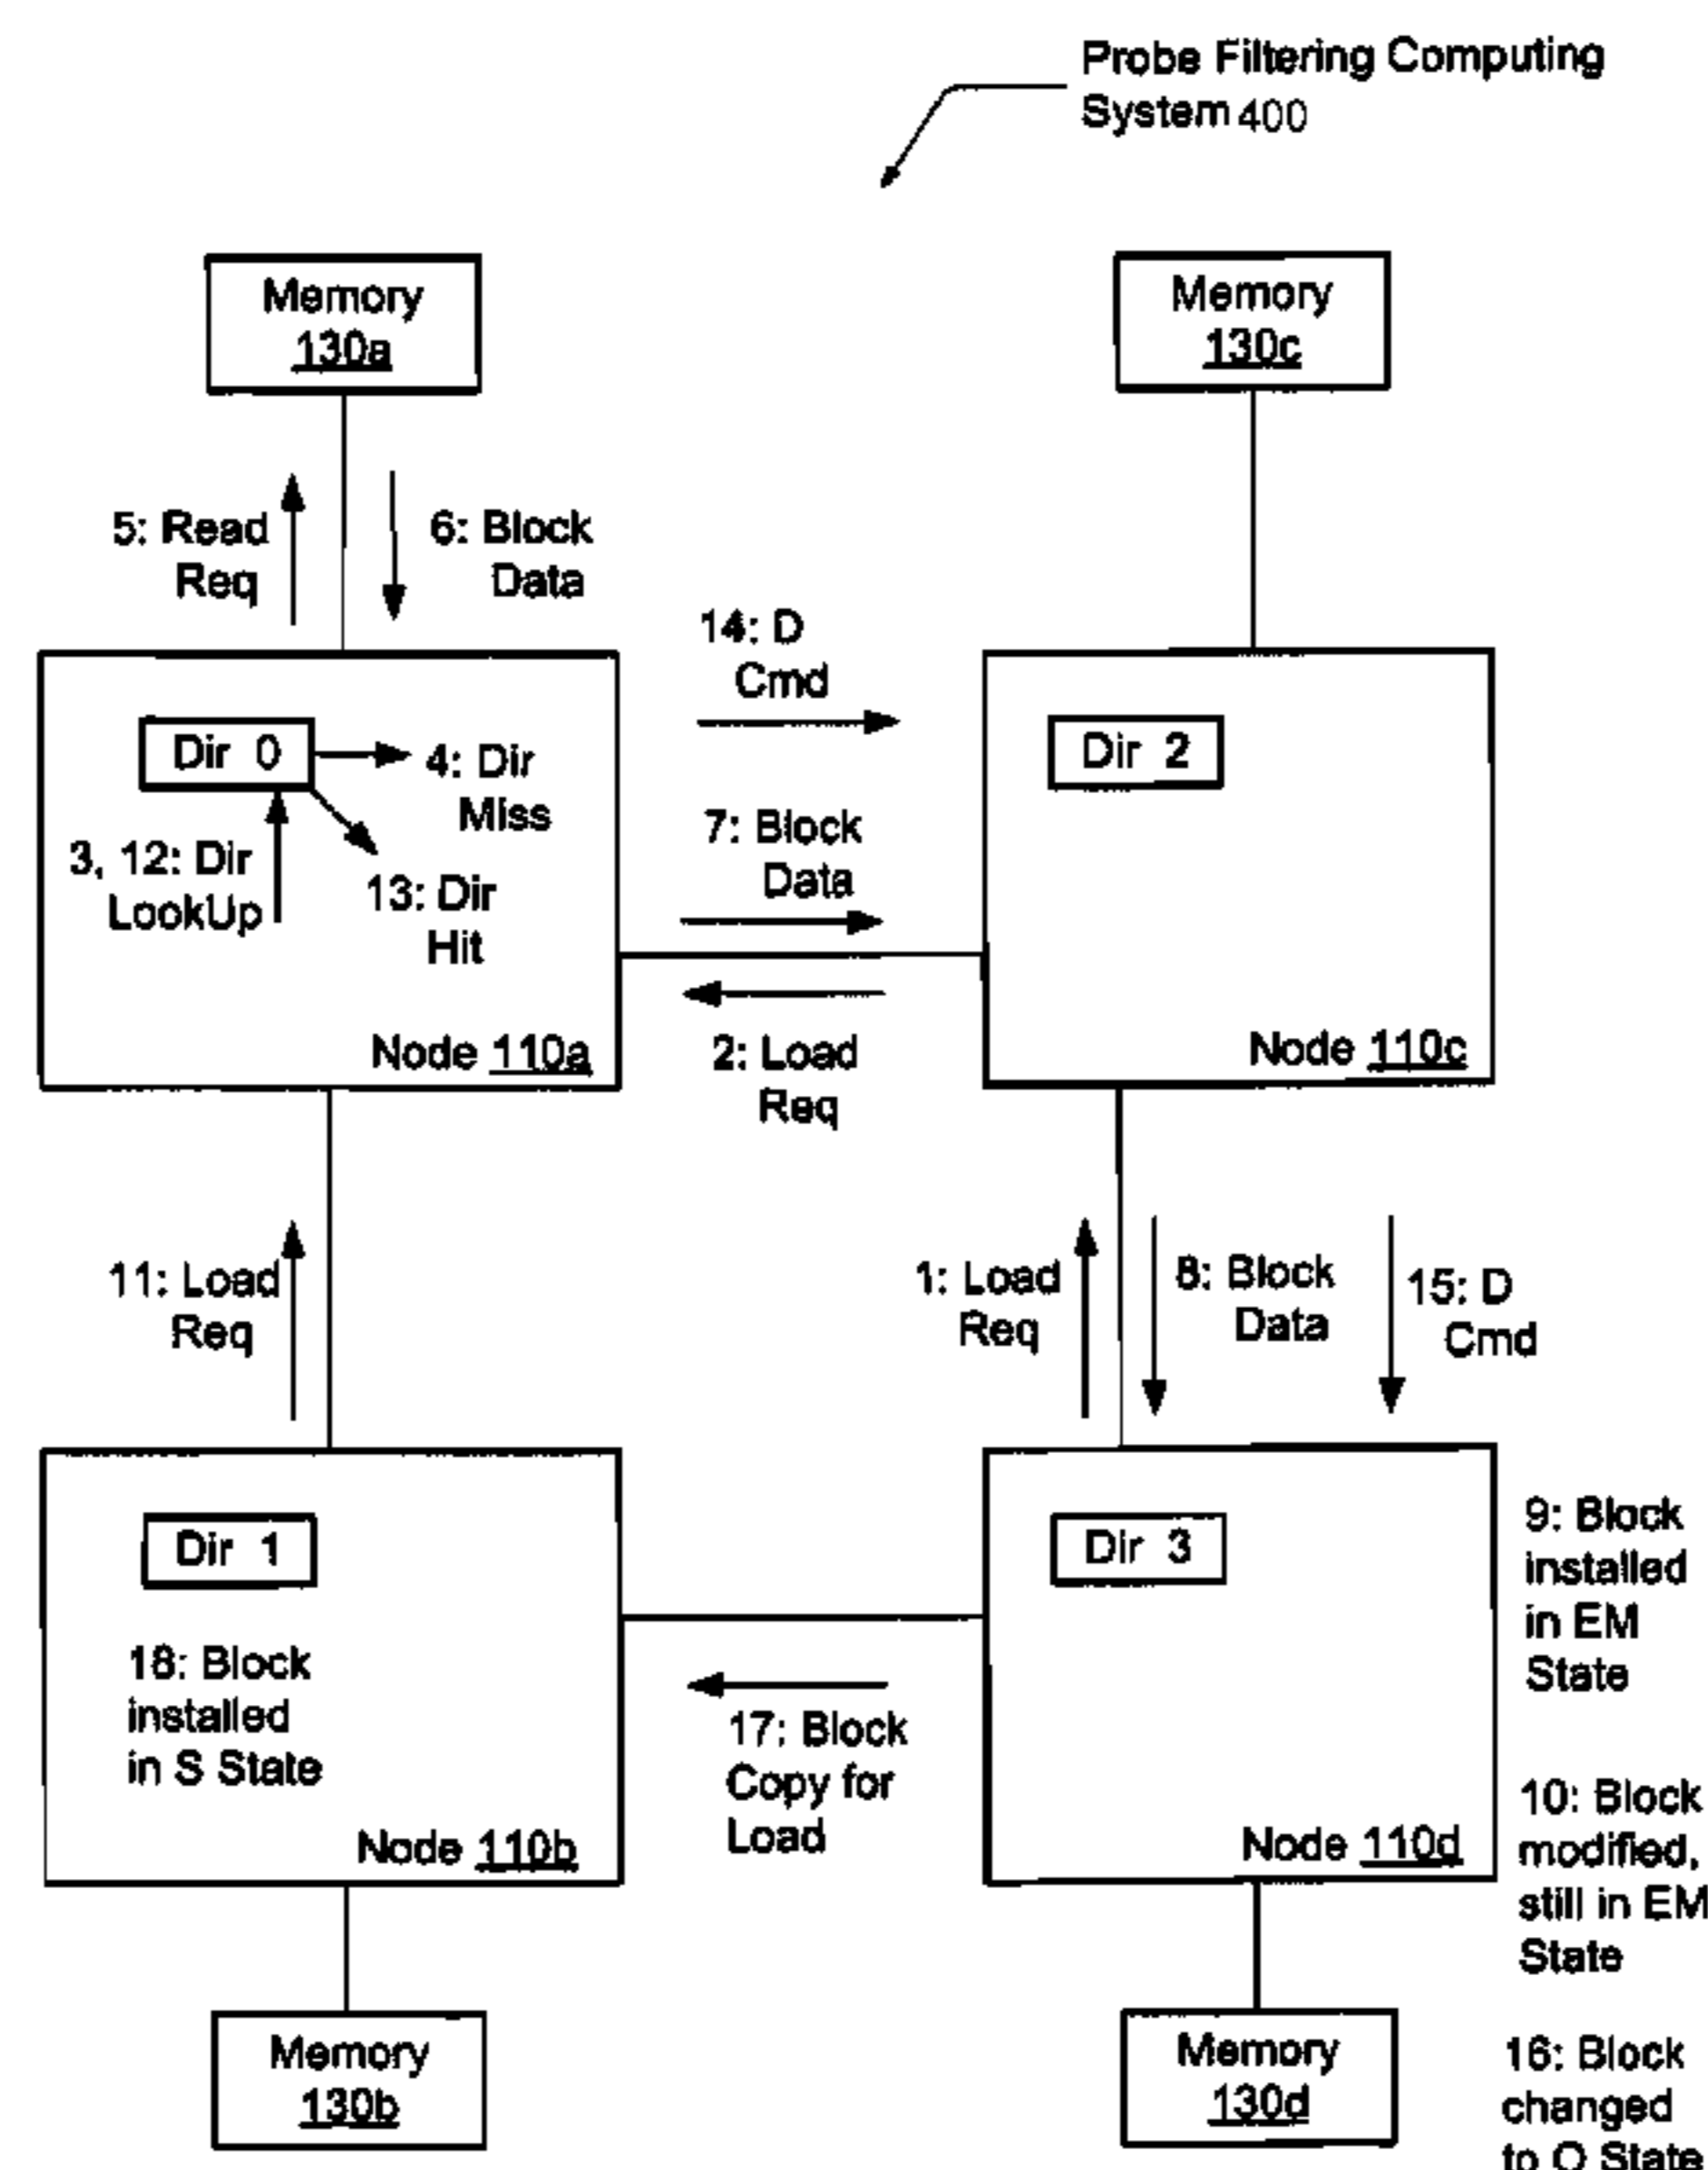 Probe Filtering Computing
System 400
Memory
130a
Memory
130c
5: Read
Req
6: Block
Data
14: D
Cmd
Dir 0
4: Dir
Miss
3, 12: Dir
LookUp
13: Dir
Hit
Node 110a
7: Block
Data
2: Load
Req
Dir 2
Node 110c
11: Load
Req
1: Load
Req
8: Block
Data
15: D
Cmd
Dir 1
18: Block
installed
in S State
Node 110b
17: Block
Copy for
Load
Dir 3
Node 110d
9: Block
installed
in EM
State
10: Block
modified,
still in EM
State
16: Block
changed
to O State
Memory
130b
Memory
130d